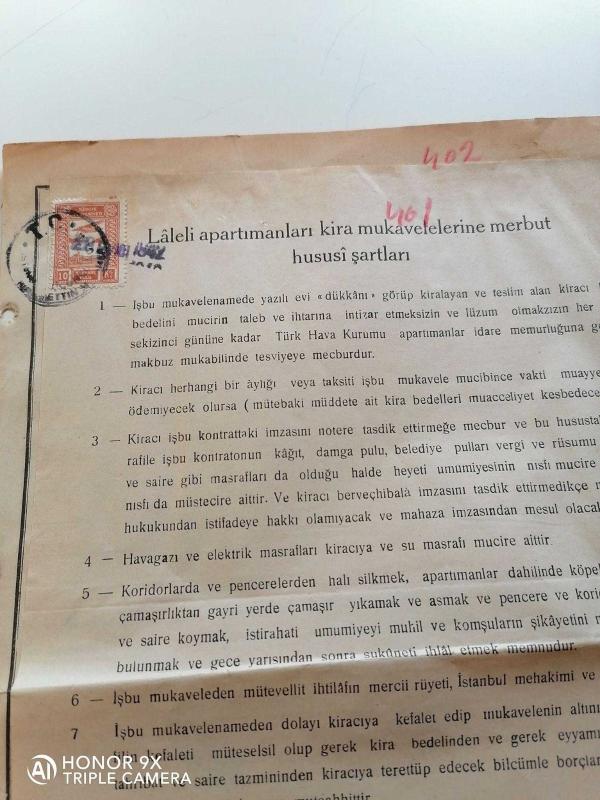 402
401
T.C.
10
Lâleli apartımanları kira mukavelelerine merbut
hususî şartları
1 — İşbu mukavelenamede yazılı evi «dükkânı» görüp kiralayan ve teslim alan kiracı
bedelini mucirin taleb ve ihtarına intizar etmeksizin ve lüzum olmakzızın her
sekizinci gününe kadar Türk Hava Kurumu apartımanlar idare memurluğuna
makbuz mukabilinde tesviyeye mecburdur.
2 — Kiracı herhangi bir aylığı veya taksiti işbu mukavele mucibince vakti muayye
ödemiyecek olursa ( mütebaki müddete ait kira bedelleri muacceliyet kesbedece
3 — Kiracı işbu kontrattaki imzasını notere tasdik ettirmeğe mecbur ve bu hususta
rafile işbu kontratonun kâğıt, damga pulu, belediye pulları vergi ve rüsumu
ve saire gibi masrafları da olduğu halde heyeti umumiyesinin nısfı mucire
nısfı da müstecire aittir. Ve kiracı berveçhibalâ imzasını tasdik ettirmedikçe
hukukundan istifadeye hakkı olamıyacak ve mahaza imzasından mesul olaca
4 — Havagazı ve elektrik masrafları kiracıya ve su masrafı mucire aittir.
5 — Koridorlarda ve pencerelerden halı silkmek, apartımanlar dahilinde köpe
çamaşırlıktan gayri yerde çamaşır yıkamak ve asmak ve pencere ve kori
ve saire koymak, istirahati umumiyeyi muhil ve komşuların şikâyetini
bulunmak ve gece yarısından sonra sukûneti ihlâl etmek memnudur.
6 — İşbu mukaveleden mütevellit ihtilâfın mercii rüyeti, İstanbul mehakimi ve
7 İşbu mukavelenameden dolayı kiracıya kefalet edip mukavelenin altını
kefaleti müteselsil olup gerek kira bedelinden ve gerek eyyamı
tahribat ve saire tazmininden kiracıya terettüp edecek bilcümle borçlar
müteahhittir.
HONOR 9X
TRIPLE CAMERA